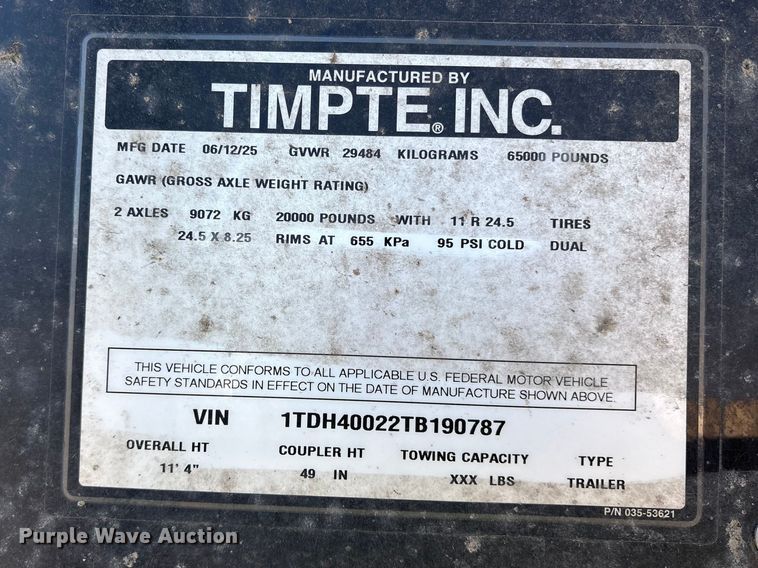 MANUFACTURED BY
TIMPTE® INC.
MFG DATE 06/12/25 GVWR 29484 KILOGRAMS 65000 POUNDS
GAWR (GROSS AXLE WEIGHT RATING)
2 AXLES 9072 KG 20000 POUNDS WITH 11 R 24.5 TIRES
24.5 X 8.25 RIMS AT 655 KPa 95 PSI COLD DUAL
THIS VEHICLE CONFORMS TO ALL APPLICABLE U.S. FEDERAL MOTOR VEHICLE
SAFETY STANDARDS IN EFFECT ON THE DATE OF MANUFACTURE SHOWN ABOVE.
VIN 1TDH40022TB190787
OVERALL HT COUPLER HT TOWING CAPACITY TYPE
11' 4" 49 IN XXX LBS TRAILER
P/N 035-53621
Purple Wave Auction